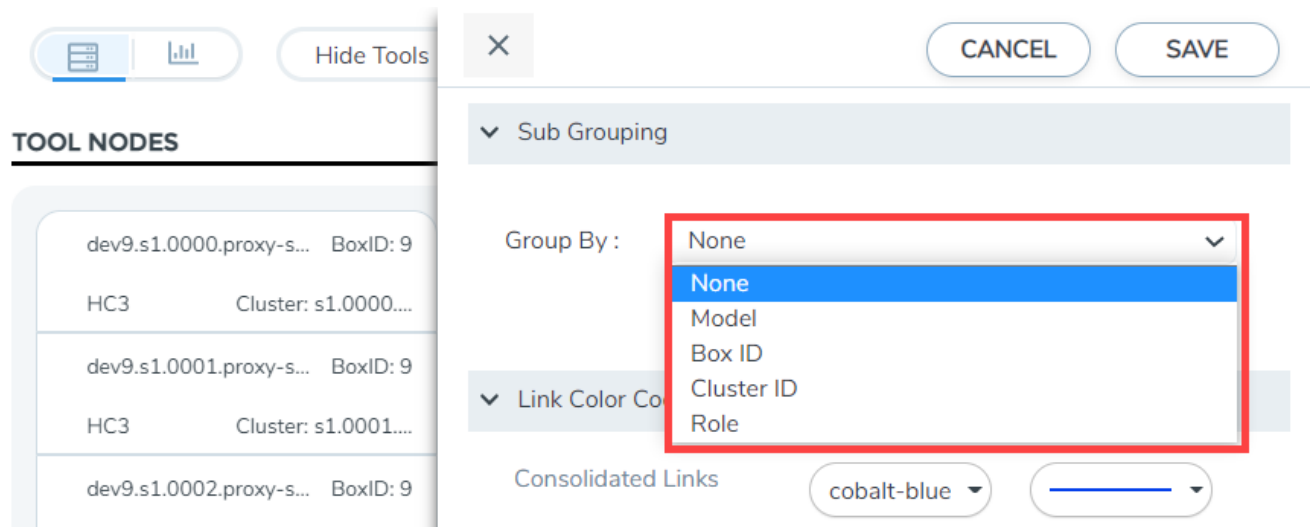 Hide Tools
TOOL NODES
dev9.s1.0000.proxy-s... BoxID: 9
HC3 Cluster: s1.0000....
dev9.s1.0001.proxy-s... BoxID: 9
HC3 Cluster: s1.0001....
dev9.s1.0002.proxy-s... BoxID: 9
CANCEL SAVE
Sub Grouping
Group By : None
None
Model
Box ID
Cluster ID
Role
Link Color
Consolidated Links cobalt-blue